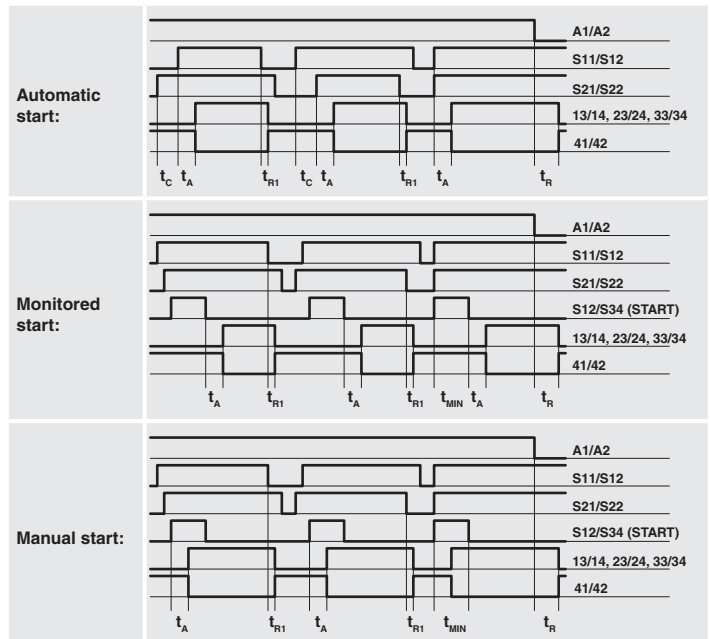 Automatic
start:
A1/A2
S11/S12
S21/S22
13/14, 23/24, 33/34
41/42
tC tA tR1 tC tA tR1 tA tR
Monitored
start:
A1/A2
S11/S12
S21/S22
S12/S34 (START)
13/14, 23/24, 33/34
41/42
tA tR1 tA tR1 tMIN tA tR
Manual start:
A1/A2
S11/S12
S21/S22
S12/S34 (START)
13/14, 23/24, 33/34
41/42
tA tR1 tA tR1 tMIN tR